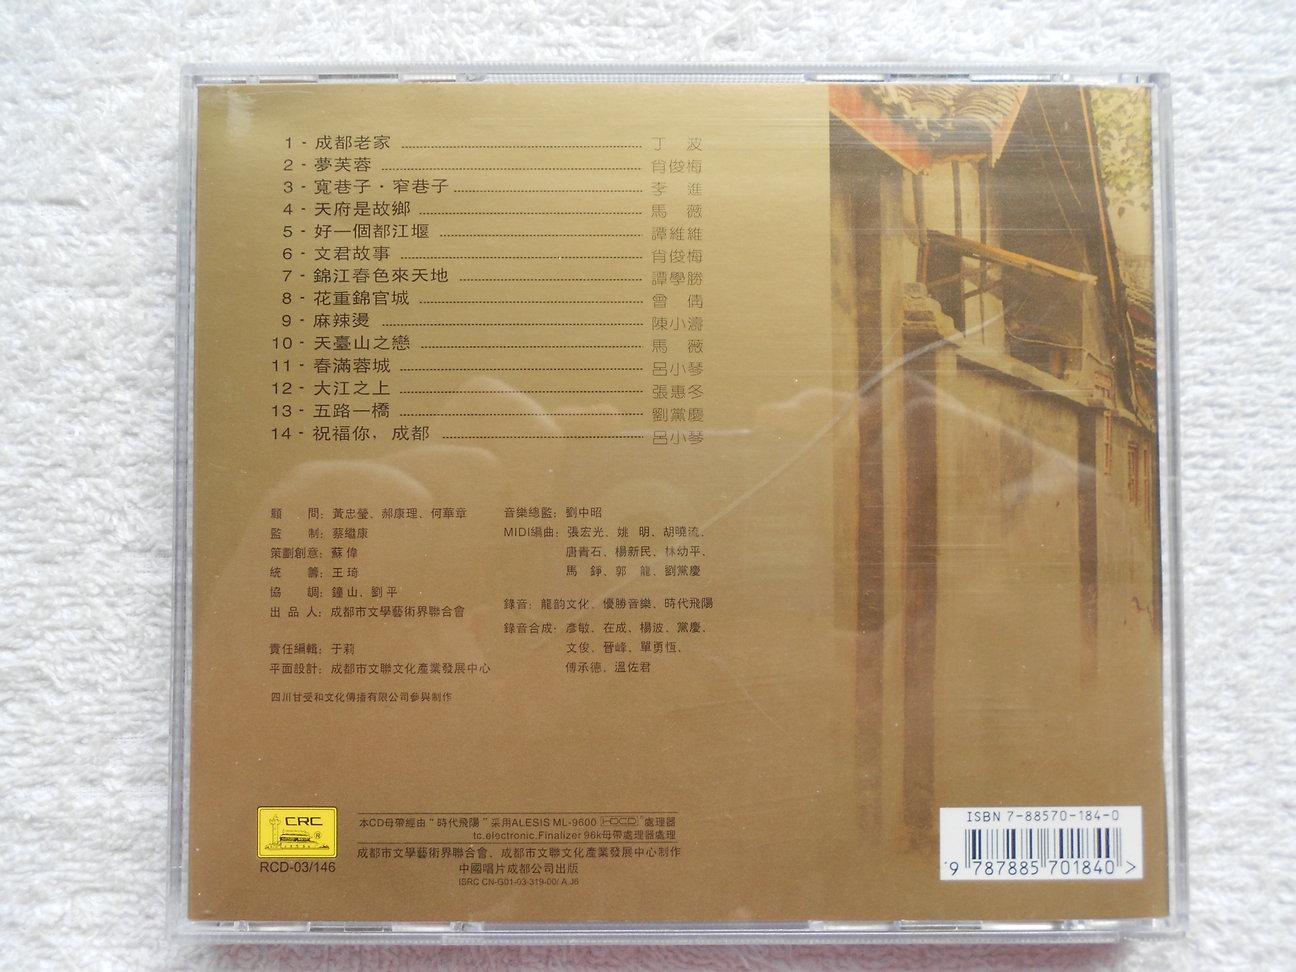 1 - 成都老家 丁 波
2 - 夢芙蓉 肖俊梅
3 - 寬巷子·窄巷子 李 進
4 - 天府是故鄉 馬 薇
5 - 好一個都江堰 譚維維
6 - 文君故事 肖俊梅
7 - 錦江春色來天地 譚學勝
8 - 花重錦官城 曾 倩
9 - 麻辣燙 陳小濤
10 - 天臺山之戀 馬 薇
11 - 春滿蓉城 呂小琴
12 - 大江之上 張惠冬
13 - 五路一橋 劉黨慶
14 - 祝福你，成都 呂小琴
顧 問：黃忠瑩、郝康理、何華章
監 制：蔡繼康
策劃創意：蘇 偉
統 籌：王 琦
協 調：鐘 山、劉 平
出 品 人：成都市文學藝術界聯合會
責任編輯：于莉
平面設計：成都市文聯文化產業發展中心
四川甘受和文化傳播有限公司參與制作
音樂總監：劉中昭
MIDI編曲：張宏光、姚 明、胡曉流、
唐青石、楊新民、林幼平、
馬 錚、郭 龍、劉黨慶
錄音：龍韵文化、優勝音樂、時代飛陽
錄音合成：彥敏、在成、楊波、黨慶、
文俊、晉峰、單勇恆、
傅承德、溫佐君
CRC ®
RCD-03/146
本CD母帶經由“時代飛陽”采用ALESIS ML-9600 HDCD®處理器
tc.electronic.Finalizer 96k母帶處理器處理
成都市文學藝術界聯合會、成都市文聯文化產業發展中心制作
中國唱片成都公司出版
ISRC CN-G01-03-319-00/ A.J6
ISBN 7-88570-184-0
9 787885 701840 >